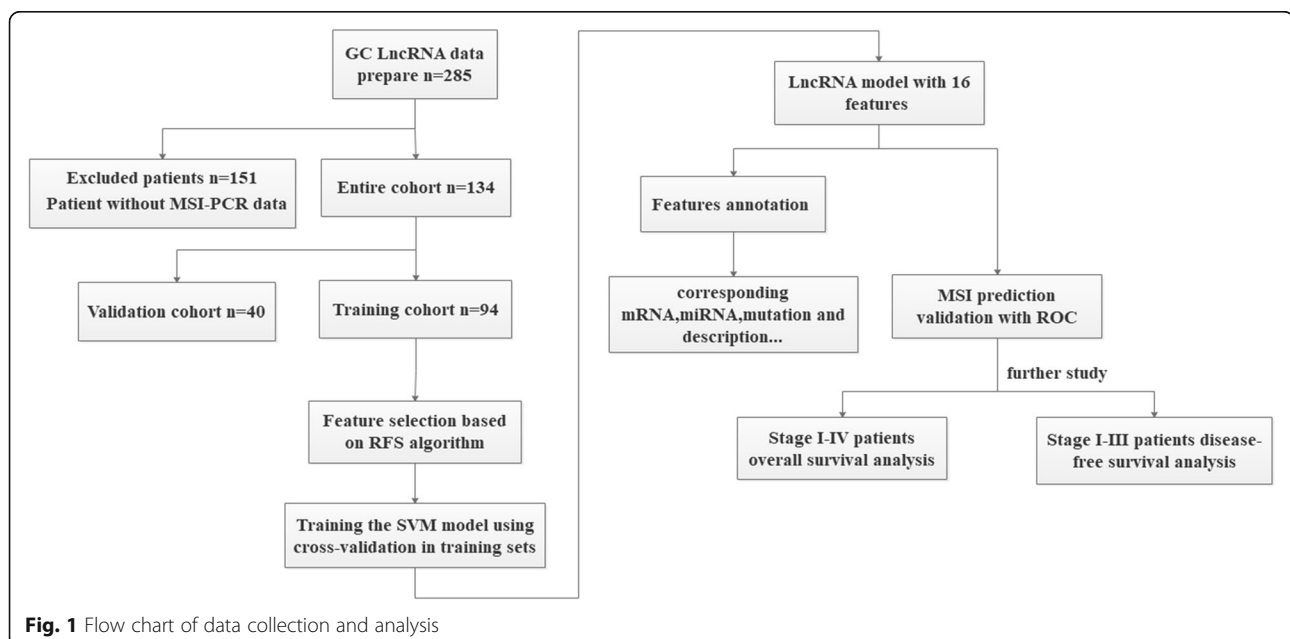 GC LncRNA data
prepare n=285
Excluded patients n=151
Patient without MSI-PCR data
Entire cohort n=134
Validation cohort n=40
Training cohort n=94
Feature selection based
on RFS algorithm
Training the SVM model using
cross-validation in training sets
LncRNA model with 16
features
Features annotation
corresponding
mRNA,miRNA,mutation and
description...
MSI prediction
validation with ROC
further study
Stage I-IV patients
overall survival analysis
Stage I-III patients disease-
free survival analysis
Fig. 1 Flow chart of data collection and analysis